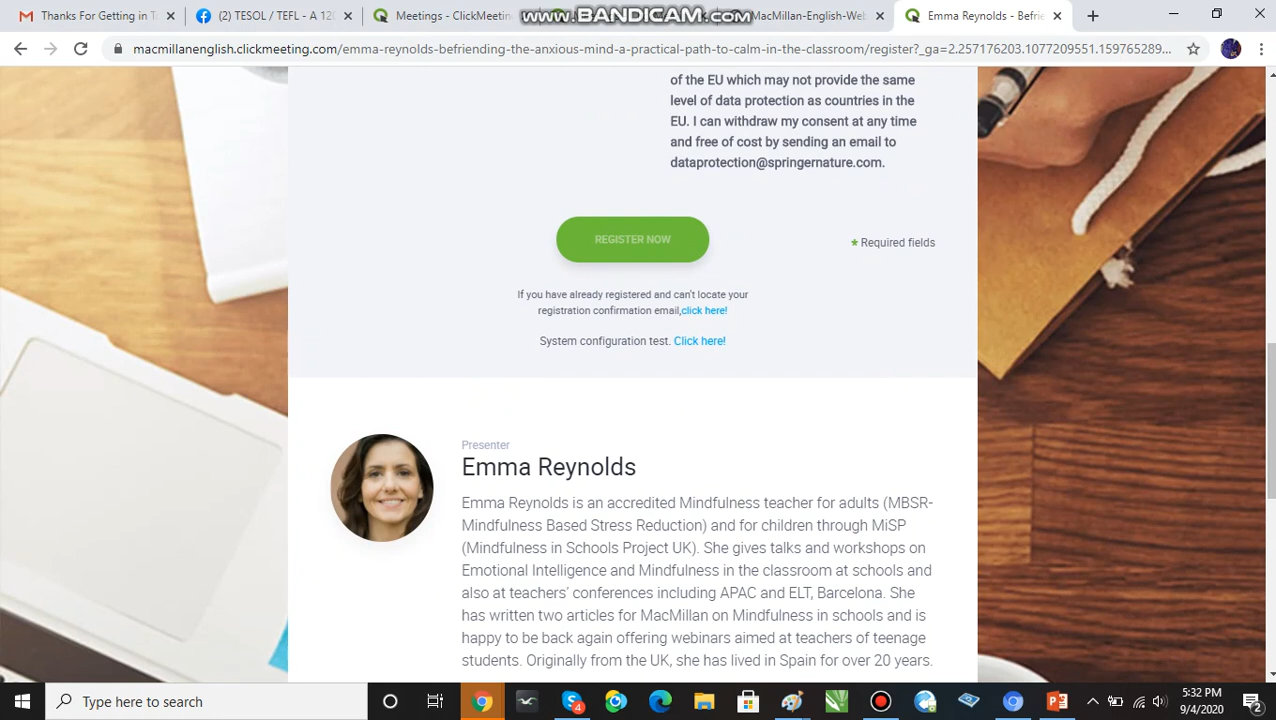 Thanks For Getting in T
(2) TESOL / TEFL - A 120
Meetings - ClickMeeting
MacMillan-English-Web
Emma Reynolds - Befrie
www.BANDICAM.com
macmillanenglish.clickmeeting.com/emma-reynolds-befriending-the-anxious-mind-a-practical-path-to-calm-in-the-classroom/register?_ga=2.257176203.1077209551.159765289...
of the EU which may not provide the same
level of data protection as countries in the
EU. I can withdraw my consent at any time
and free of cost by sending an email to
dataprotection@springernature.com.
REGISTER NOW
* Required fields
If you have already registered and can't locate your
registration confirmation email,click here!
System configuration test. Click here!
Presenter
Emma Reynolds
Emma Reynolds is an accredited Mindfulness teacher for adults (MBSR-
Mindfulness Based Stress Reduction) and for children through MiSP
(Mindfulness in Schools Project UK). She gives talks and workshops on
Emotional Intelligence and Mindfulness in the classroom at schools and
also at teachers' conferences including APAC and ELT, Barcelona. She
has written two articles for MacMillan on Mindfulness in schools and is
happy to be back again offering webinars aimed at teachers of teenage
students. Originally from the UK, she has lived in Spain for over 20 years.
Type here to search
4
5:32 PM
9/4/2020
2